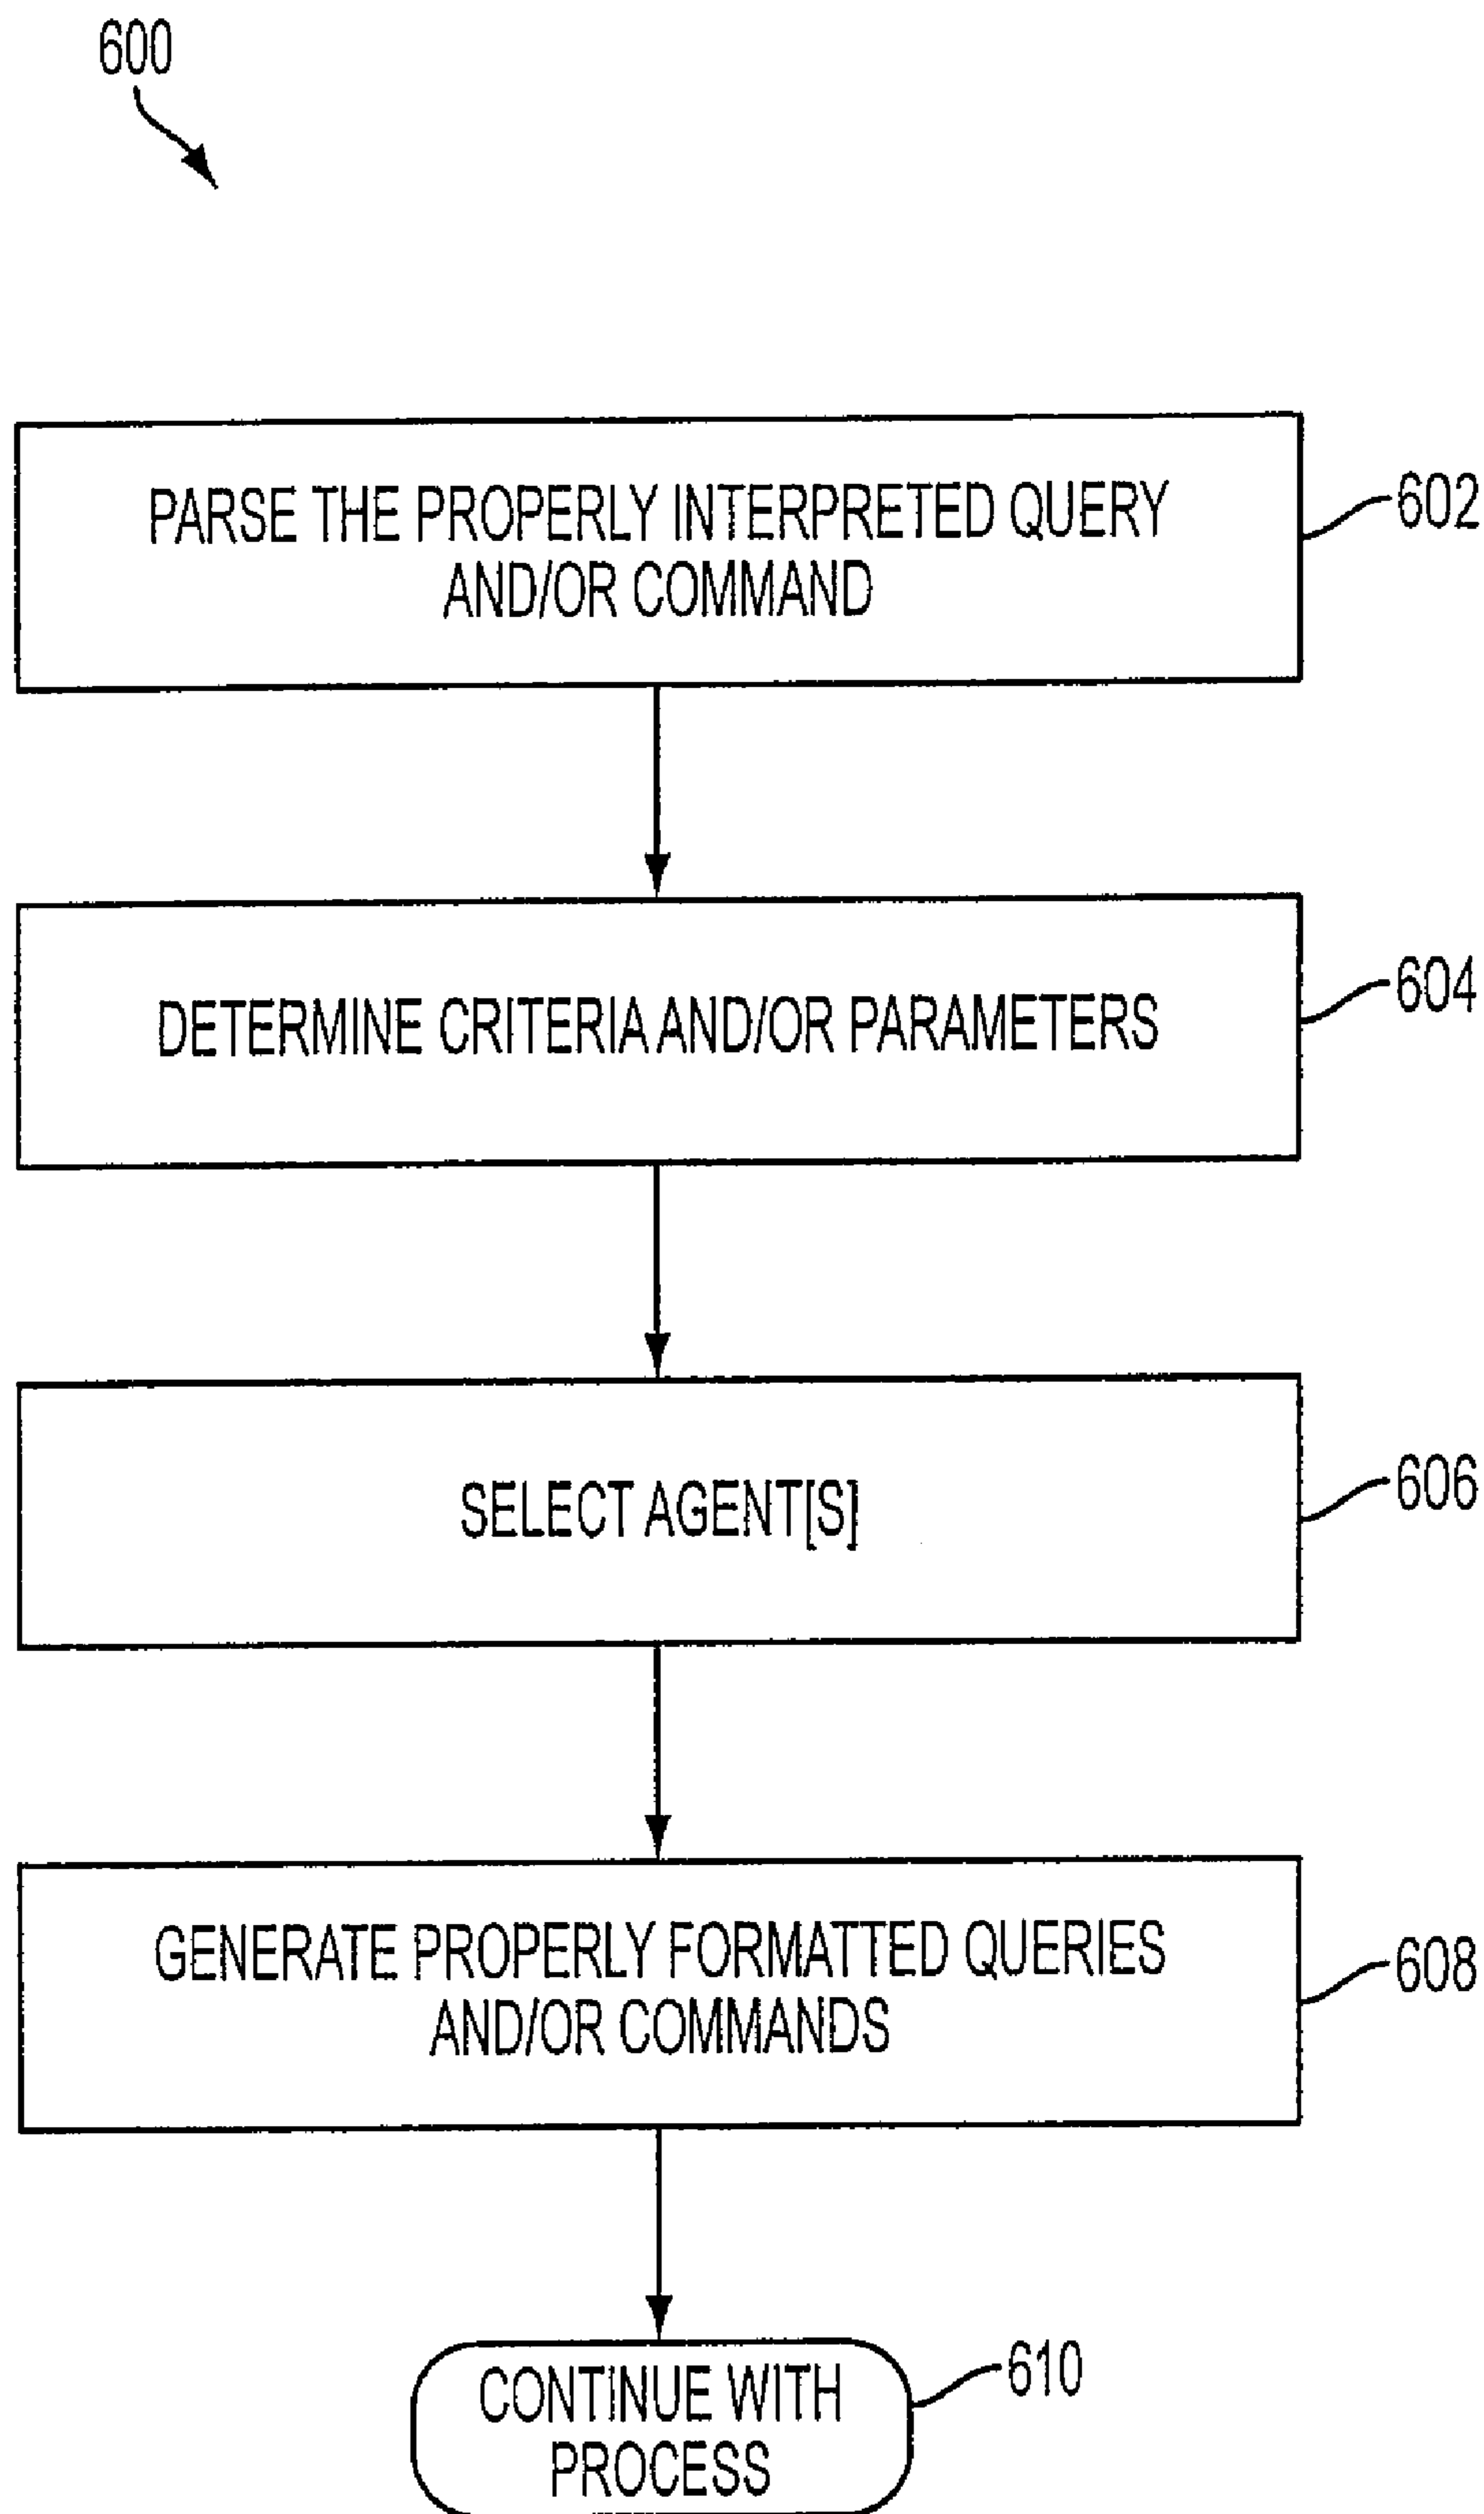 600
PARSE THE PROPERLY INTERPRETED QUERY
AND/OR COMMAND
602
DETERMINE CRITERIA AND/OR PARAMETERS
604
SELECT AGENT[S]
606
GENERATE PROPERLY FORMATTED QUERIES
AND/OR COMMANDS
608
CONTINUE WITH
PROCESS
610